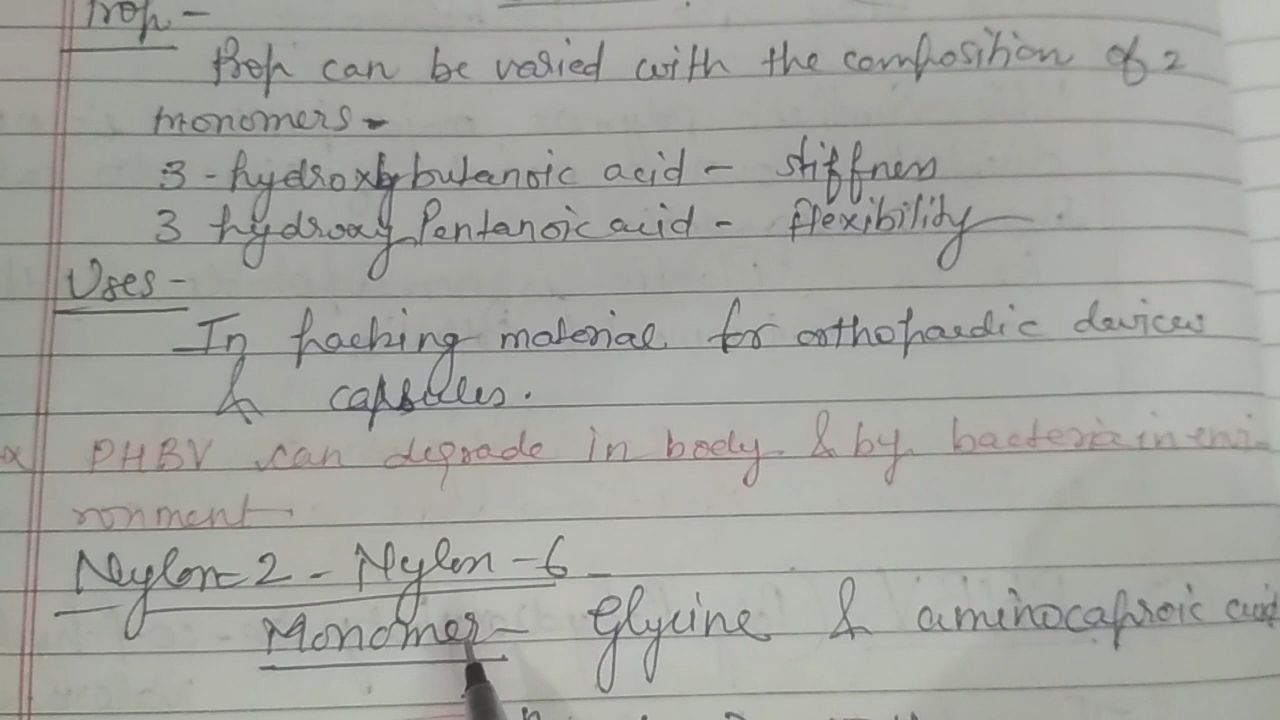 Prop -
Prop can be varied with the composition of 2
monomers -
3 - hydroxy butanoic acid - stiffness
3 hydroxy Pentanoic acid - flexibility
Uses -
In packing material for orthopaedic devices
& capsules.
PHBV can degrade in body & by bacteria in envi-
ronment
Nylon-2 - Nylon-6
Monomer - Glycine & aminocaproic acid